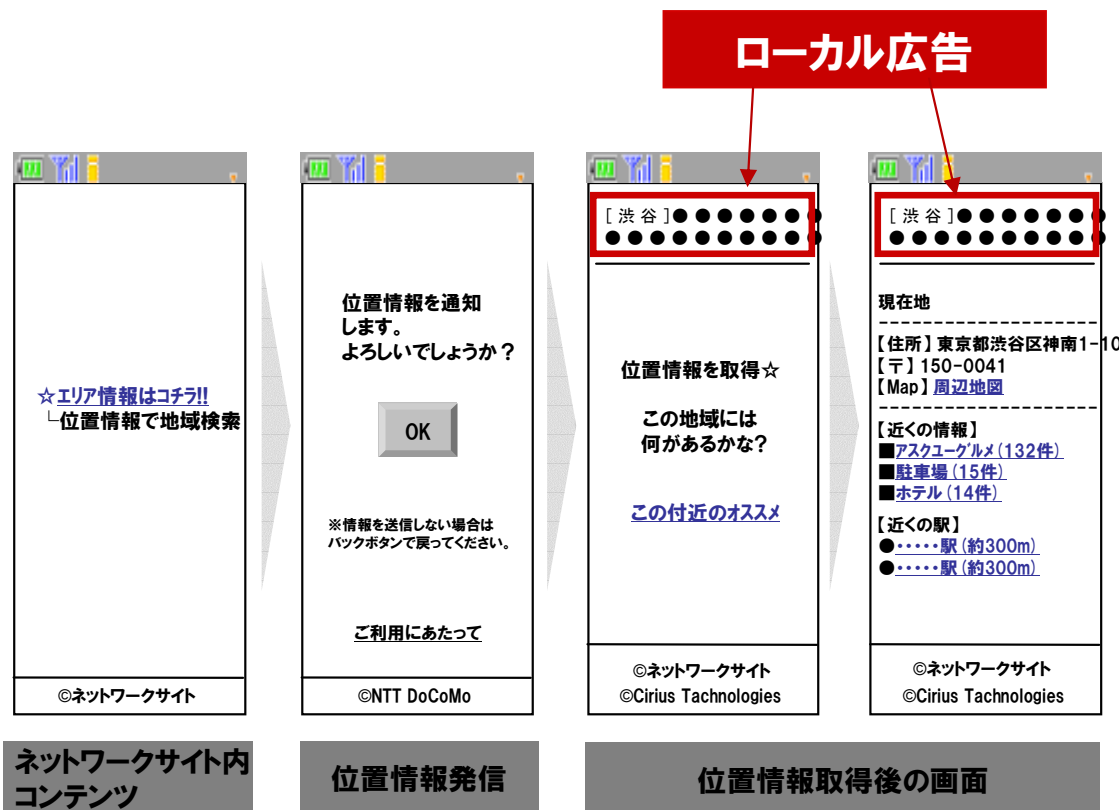 ローカル広告
☆エリア情報はコチラ!!
└位置情報で地域検索
©ネットワークサイト
ネットワークサイト内
コンテンツ
位置情報を通知
します。
よろしいでしょうか？
OK
※情報を送信しない場合は
バックボタンで戻ってください。
ご利用にあたって
©NTT DoCoMo
位置情報発信
[渋谷]●●●●●●●
●●●●●●●●●●
位置情報を取得☆
この地域には
何があるかな?
この付近のオススメ
©ネットワークサイト
©Cirius Tachnologies
[渋谷]●●●●●●●
●●●●●●●●●●
現在地
【住所】東京都渋谷区神南1-10
【〒】150-0041
【Map】周辺地図
【近くの情報】
■アスクユーグルメ(132件)
■駐車場(15件)
■ホテル(14件)
【近くの駅】
●・・・・・駅(約300m)
●・・・・・駅(約300m)
©ネットワークサイト
©Cirius Tachnologies
位置情報取得後の画面